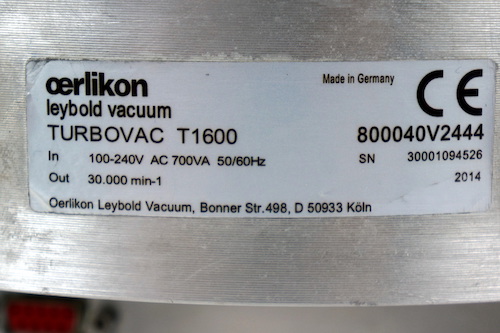 œrlikon
leybold vacuum
Made in Germany
CE
TURBOVAC T1600
800040V2444
In 100-240V AC 700VA 50/60Hz
SN 30001094526
Out 30.000 min-1
2014
Oerlikon Leybold Vacuum, Bonner Str.498, D 50933 Köln